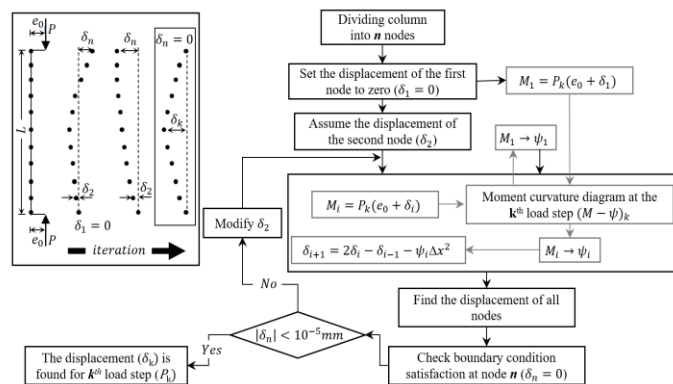 e₀
P
δₙ
δₙ
δₙ = 0
L
δₖ
δ₂
δ₂
δ₁ = 0
e₀
P
iteration
Dividing column
into n nodes
Set the displacement of the first
node to zero (δ₁ = 0)
M₁ = Pₖ(e₀ + δ₁)
Assume the displacement of
the second node (δ₂)
M₁ → ψ₁
Modify δ₂
Mᵢ = Pₖ(e₀ + δᵢ)
Moment curvature diagram at the
kᵗʰ load step (M − ψ)ₖ
δᵢ₊₁ = 2δᵢ − δᵢ₋₁ − ψᵢΔx²
Mᵢ → ψᵢ
No
Find the displacement of all
nodes
|δₙ| < 10⁻⁵mm
Yes
The displacement (δₖ) is
found for kᵗʰ load step (Pₖ)
Check boundary condition
satisfaction at node n (δₙ = 0)